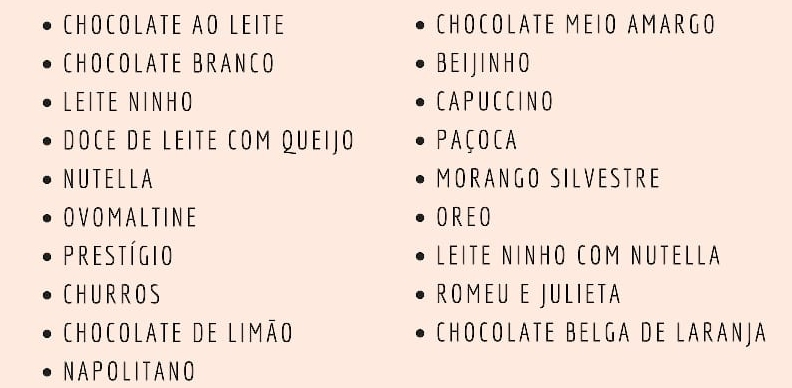 • CHOCOLATE AO LEITE
• CHOCOLATE BRANCO
• LEITE NINHO
• DOCE DE LEITE COM QUEIJO
• NUTELLA
• OVOMALTINE
• PRESTÍGIO
• CHURROS
• CHOCOLATE DE LIMÃO
• NAPOLITANO
• CHOCOLATE MEIO AMARGO
• BEIJINHO
• CAPUCCINO
• PAÇOCA
• MORANGO SILVESTRE
• OREO
• LEITE NINHO COM NUTELLA
• ROMEU E JULIETA
• CHOCOLATE BELGA DE LARANJA